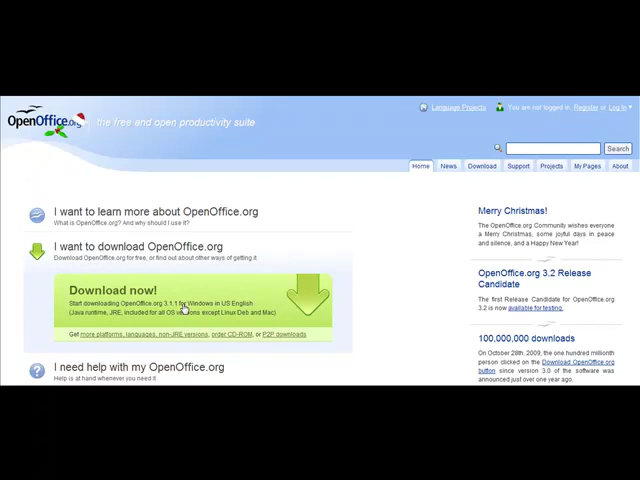 Language Projects
You are not logged in, Register or Log In
OpenOffice.org
the free and open productivity suite
Search
Home News Download Support Projects My Pages About
I want to learn more about OpenOffice.org
What is OpenOffice.org? And why should I use it?
I want to download OpenOffice.org
Download OpenOffice.org for free, or find out about other ways of getting it
Download now!
Start downloading OpenOffice.org 3.1.1 for Windows in US English
(Java runtime, JRE, included for all OS versions except Linux Deb and Mac)
Get more platforms, languages, non-JRE versions, order CD-ROM, or P2P downloads
I need help with my OpenOffice.org
Help is at hand whenever you need it
Merry Christmas!
The OpenOffice.org Community wishes everyone
a Merry Christmas, some joyful days in peace
and silence, and a Happy New Year!
OpenOffice.org 3.2 Release
Candidate
The first Release Candidate for OpenOffice.org
3.2 is now available for testing.
100,000,000 downloads
On October 28th, 2009, the one hundred millionth
person clicked on the Download OpenOffice.org
button since version 3.0 of the software was
announced just over one year ago.